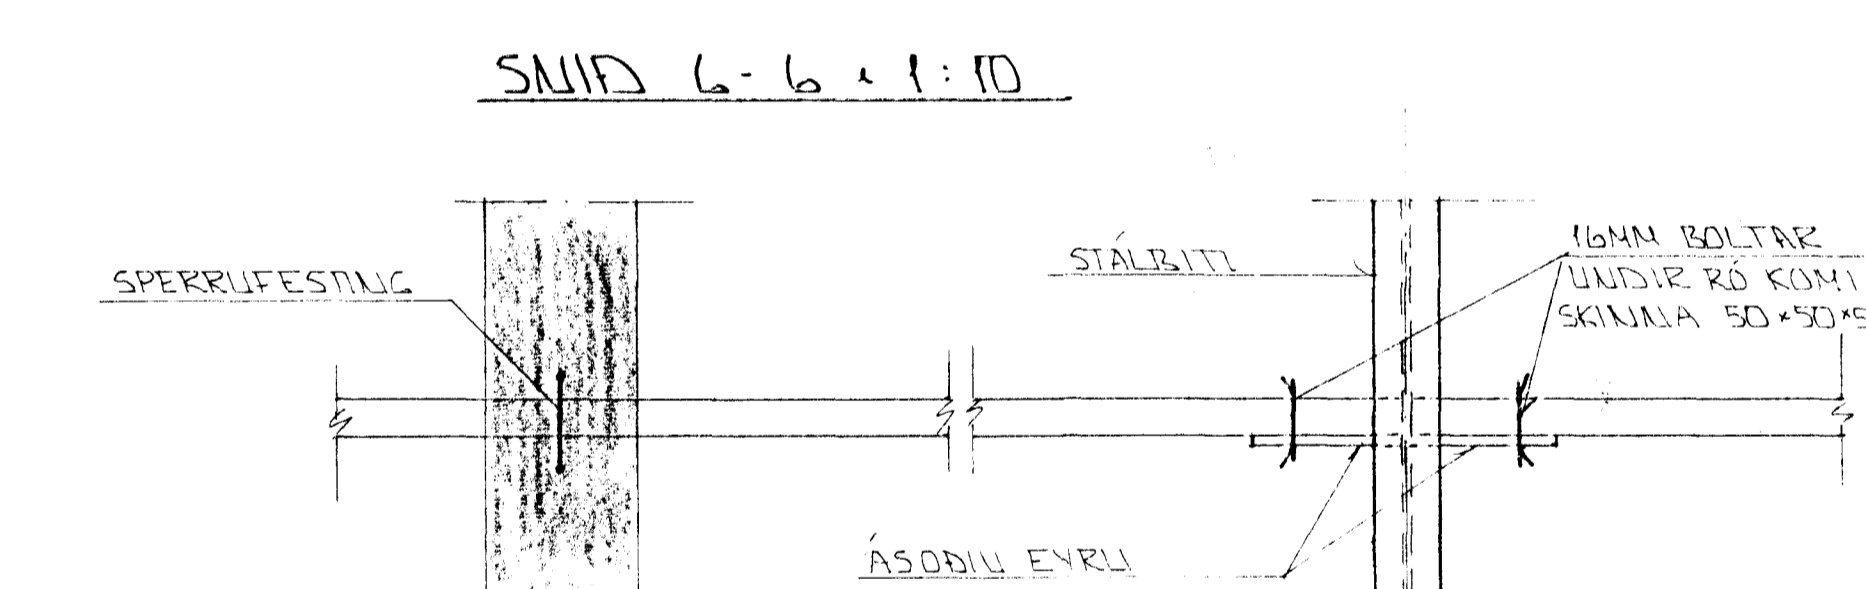 SNIÐ 6-6 • 1:10
STÁLBITI
16MM BOLTAR
UNDIR RÓ KOMI
SKINNA 50×50×5
SPERRUFESTING
ÁSOÐIN EYRU